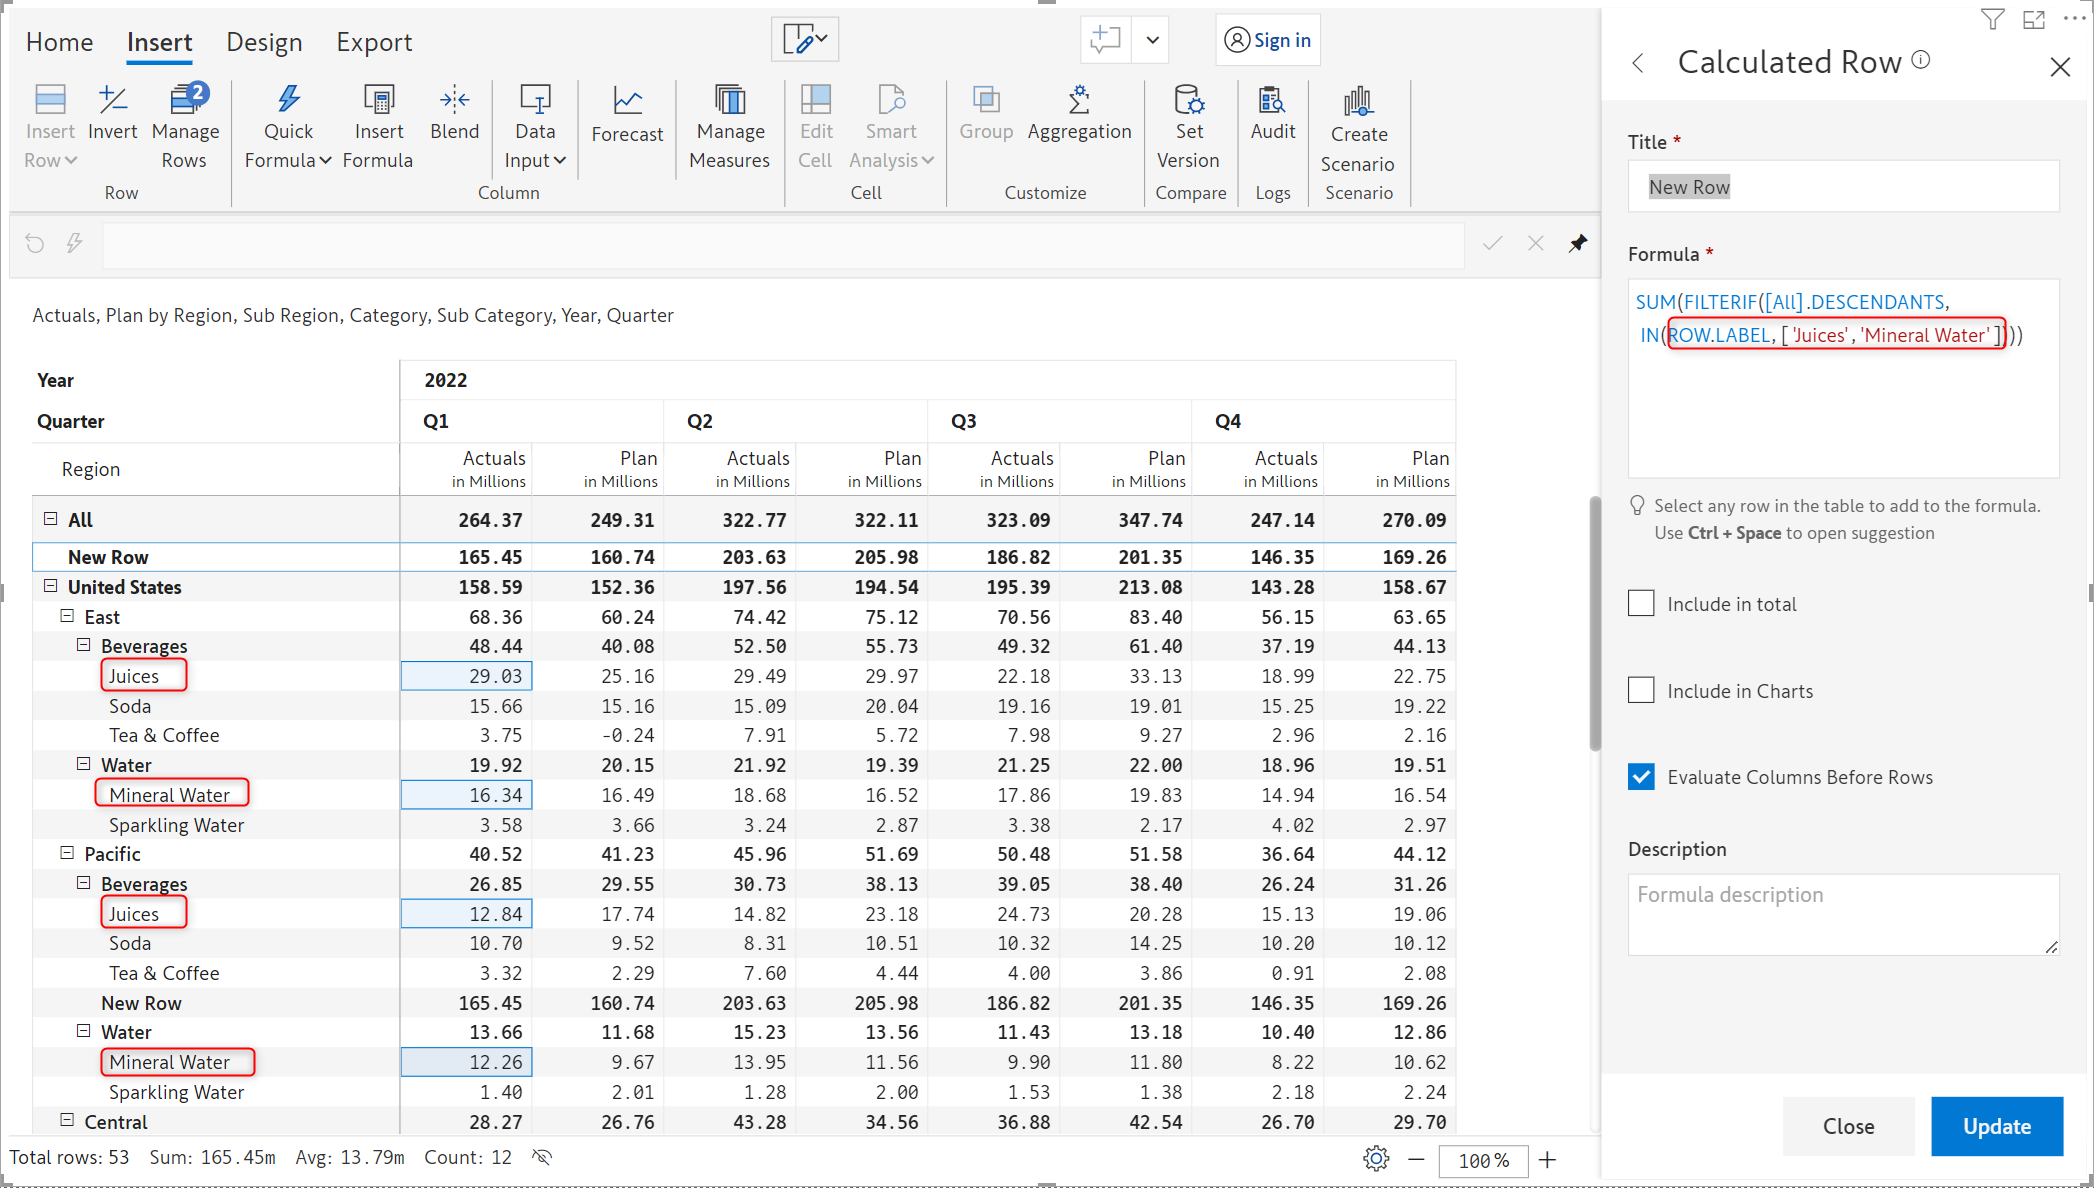 Home Insert Design Export Sign in
Insert Row Invert Manage Rows 2 Quick Formula Insert Formula Blend Data Input Forecast Manage Measures Edit Cell Smart Analysis Group Aggregation Set Version Audit Create Scenario
Row Column Cell Customize Compare Logs Scenario
Actuals, Plan by Region, Sub Region, Category, Sub Category, Year, Quarter
Year 2022
Quarter Q1 Q2 Q3 Q4
Region Actuals in Millions Plan in Millions Actuals in Millions Plan in Millions Actuals in Millions Plan in Millions Actuals in Millions Plan in Millions
All 264.37 249.31 322.77 322.11 323.09 347.74 247.14 270.09
New Row 165.45 160.74 203.63 205.98 186.82 201.35 146.35 169.26
United States 158.59 152.36 197.56 194.54 195.39 213.08 143.28 158.67
East 68.36 60.24 74.42 75.12 70.56 83.40 56.15 63.65
Beverages 48.44 40.08 52.50 55.73 49.32 61.40 37.19 44.13
Juices 29.03 25.16 29.49 29.97 22.18 33.13 18.99 22.75
Soda 15.66 15.16 15.09 20.04 19.16 19.01 15.25 19.22
Tea & Coffee 3.75 -0.24 7.91 5.72 7.98 9.27 2.96 2.16
Water 19.92 20.15 21.92 19.39 21.25 22.00 18.96 19.51
Mineral Water 16.34 16.49 18.68 16.52 17.86 19.83 14.94 16.54
Sparkling Water 3.58 3.66 3.24 2.87 3.38 2.17 4.02 2.97
Pacific 40.52 41.23 45.96 51.69 50.48 51.58 36.64 44.12
Beverages 26.85 29.55 30.73 38.13 39.05 38.40 26.24 31.26
Juices 12.84 17.74 14.82 23.18 24.73 20.28 15.13 19.06
Soda 10.70 9.52 8.31 10.51 10.32 14.25 10.20 10.12
Tea & Coffee 3.32 2.29 7.60 4.44 4.00 3.86 0.91 2.08
New Row 165.45 160.74 203.63 205.98 186.82 201.35 146.35 169.26
Water 13.66 11.68 15.23 13.56 11.43 13.18 10.40 12.86
Mineral Water 12.26 9.67 13.95 11.56 9.90 11.80 8.22 10.62
Sparkling Water 1.40 2.01 1.28 2.00 1.53 1.38 2.18 2.24
Central 28.27 26.76 43.28 34.56 36.88 42.54 26.70 29.70
Total rows: 53 Sum: 165.45m Avg: 13.79m Count: 12 100%
Calculated Row
Title *
New Row
Formula *
SUM(FILTERIF([All].DESCENDANTS,
IN(ROW.LABEL, [ 'Juices' , 'Mineral Water' ])))
Select any row in the table to add to the formula.
Use Ctrl + Space to open suggestion
Include in total
Include in Charts
Evaluate Columns Before Rows
Description
Formula description
Close Update